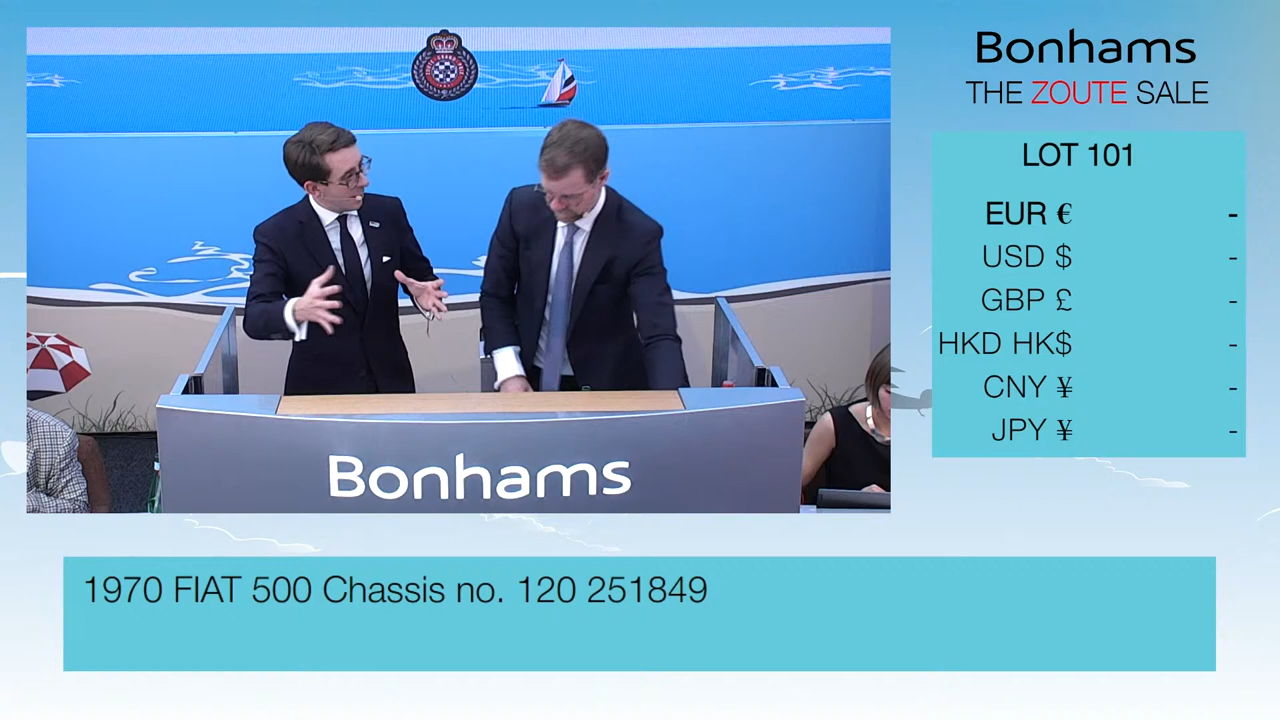 Bonhams
THE ZOUTE SALE
LOT 101
EUR € -
USD $ -
GBP £ -
HKD HK$ -
CNY ¥ -
JPY ¥ -
Bonhams
1970 FIAT 500 Chassis no. 120 251849